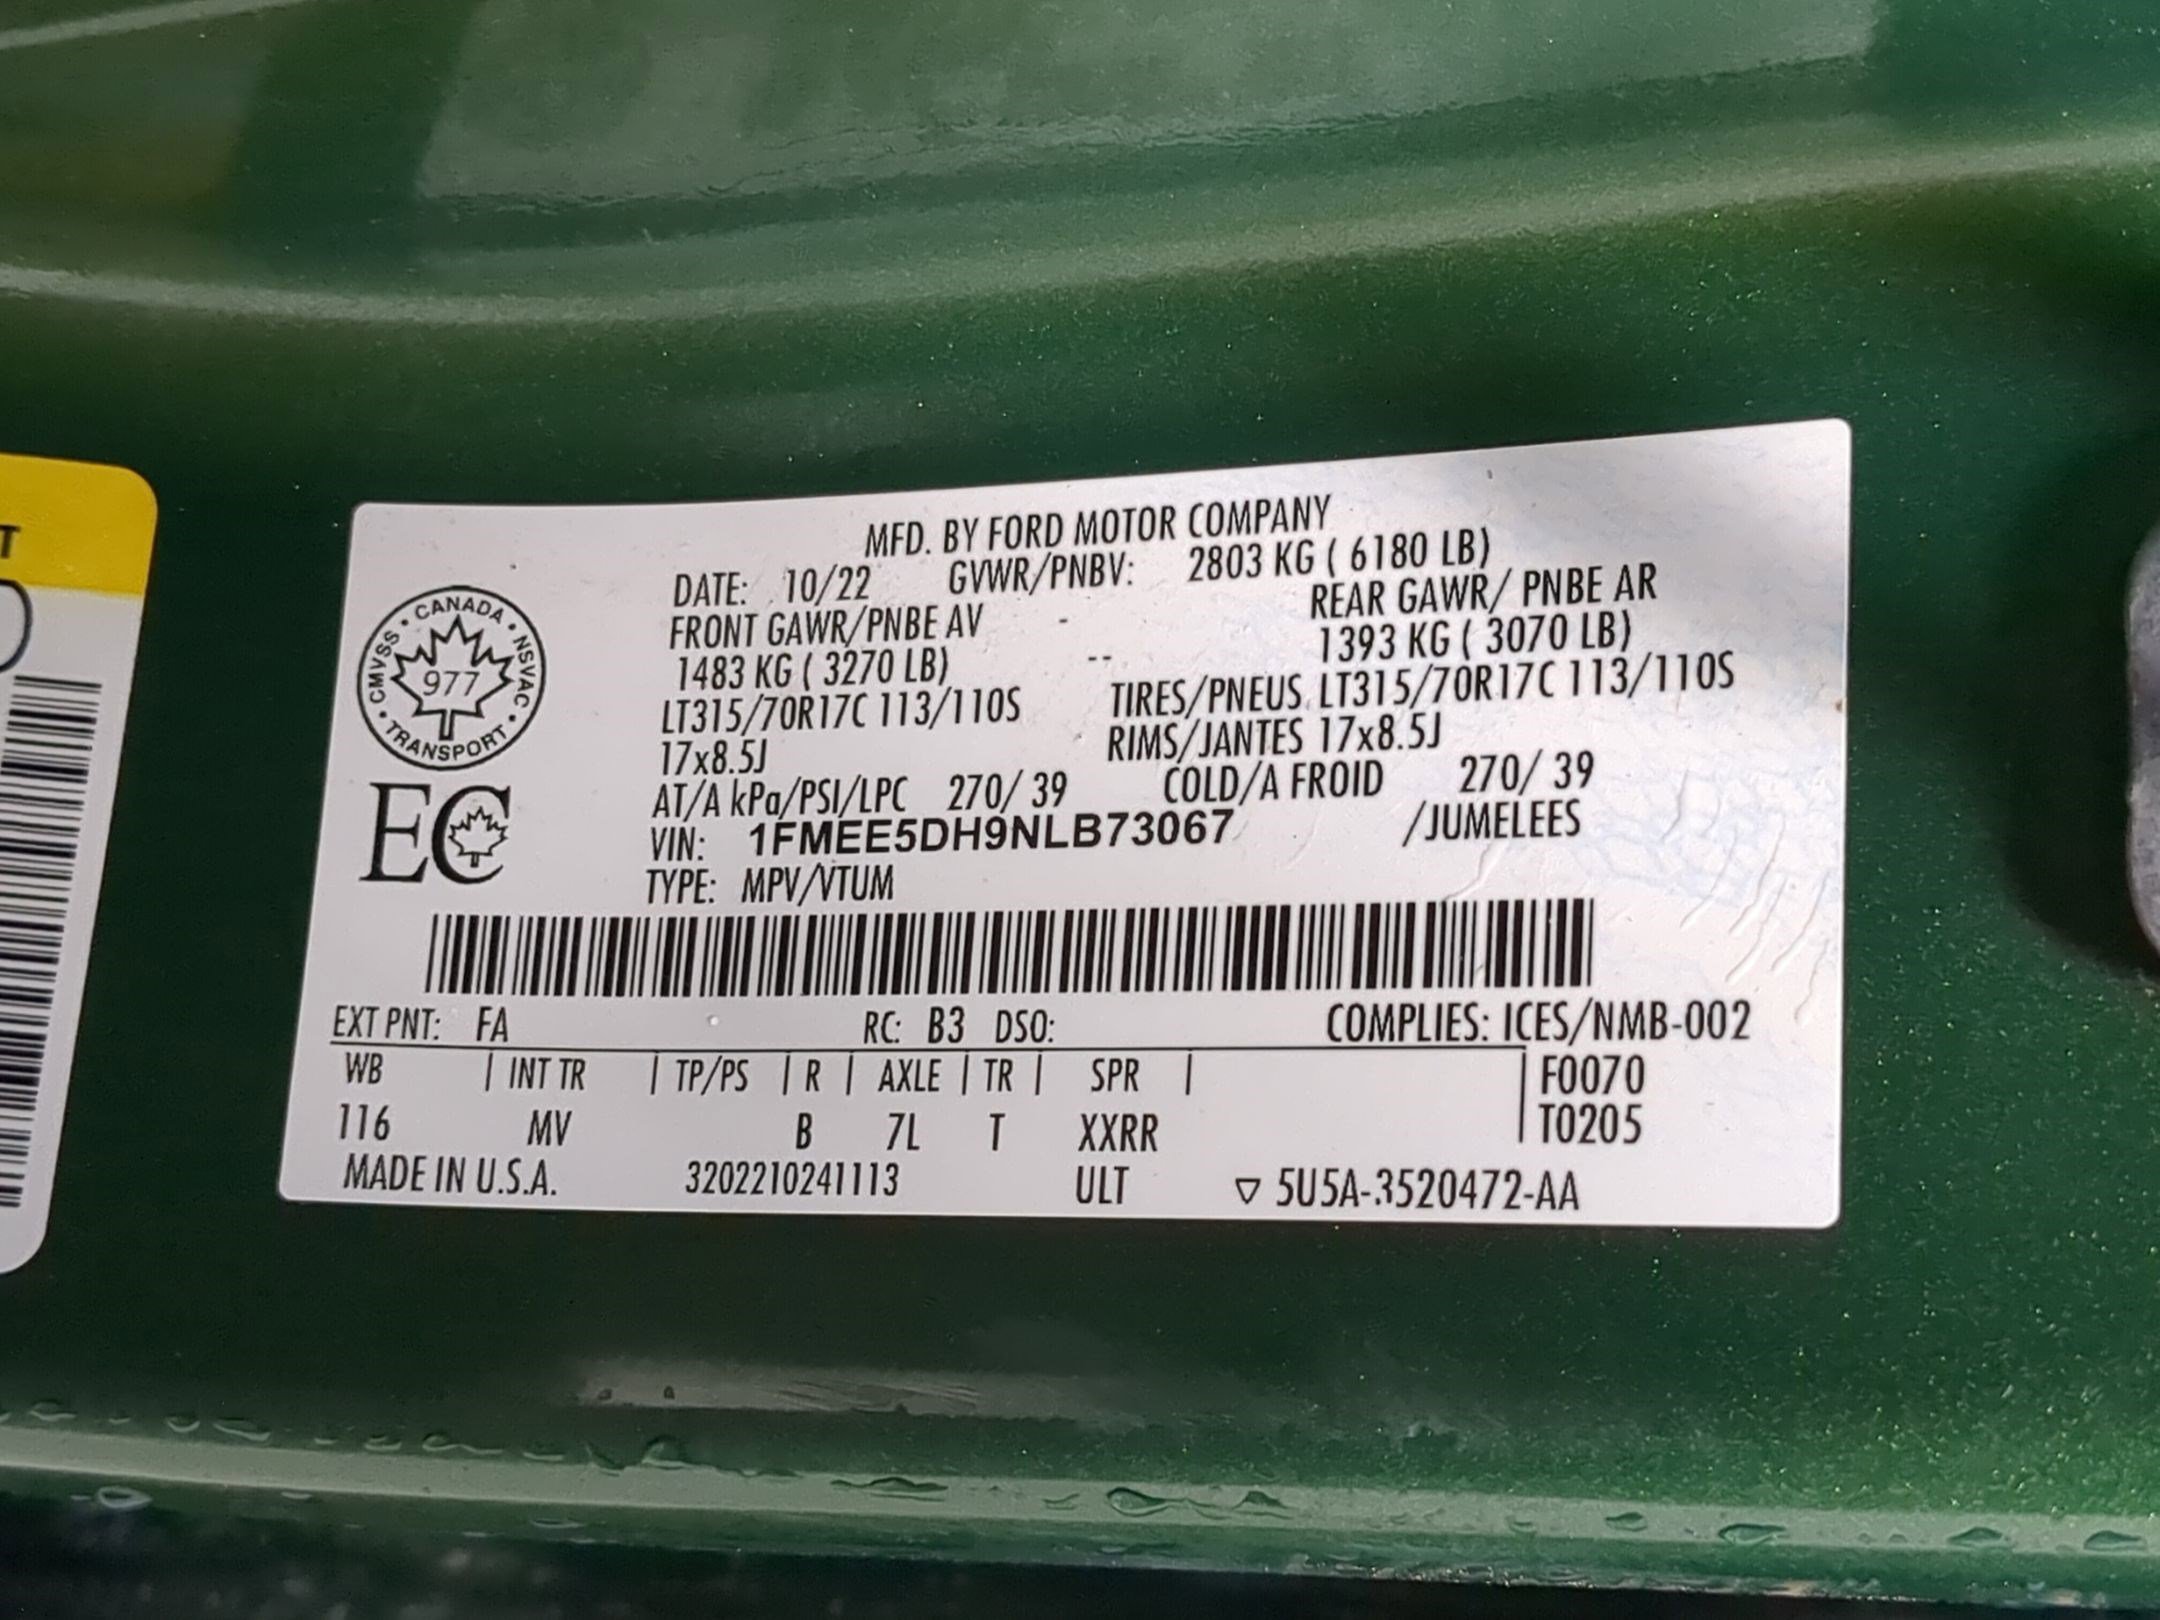 T
MFD. BY FORD MOTOR COMPANY
DATE: 10/22 GVWR/PNBV: 2803 KG ( 6180 LB)
FRONT GAWR/PNBE AV - REAR GAWR/ PNBE AR
1483 KG ( 3270 LB) -- 1393 KG ( 3070 LB)
LT315/70R17C 113/110S TIRES/PNEUS LT315/70R17C 113/110S
17x8.5J RIMS/JANTES 17x8.5J
AT/A kPa/PSI/LPC 270/ 39 COLD/A FROID 270/ 39
VIN: 1FMEE5DH9NLB73067 /JUMELEES
TYPE: MPV/VTUM
CANADA • NSVAC • TRANSPORT • CMVSS •
977
EC
EXT PNT: FA RC: B3 DSO: COMPLIES: ICES/NMB-002
WB | INT TR | TP/PS | R | AXLE | TR | SPR | F0070
116 MV B 7L T XXRR T0205
MADE IN U.S.A. 3202210241113 ULT ▽ 5U5A-3520472-AA